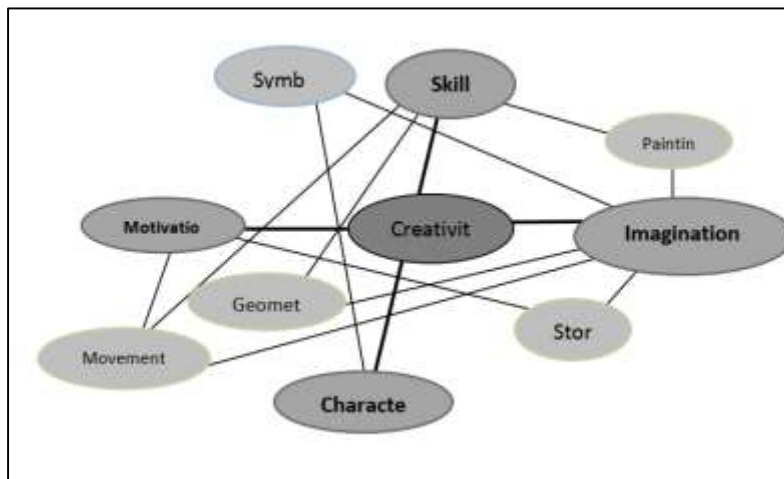 Symb
Skill
Paintin
Motivatio
Creativit
Imagination
Geomet
Stor
Movement
Characte